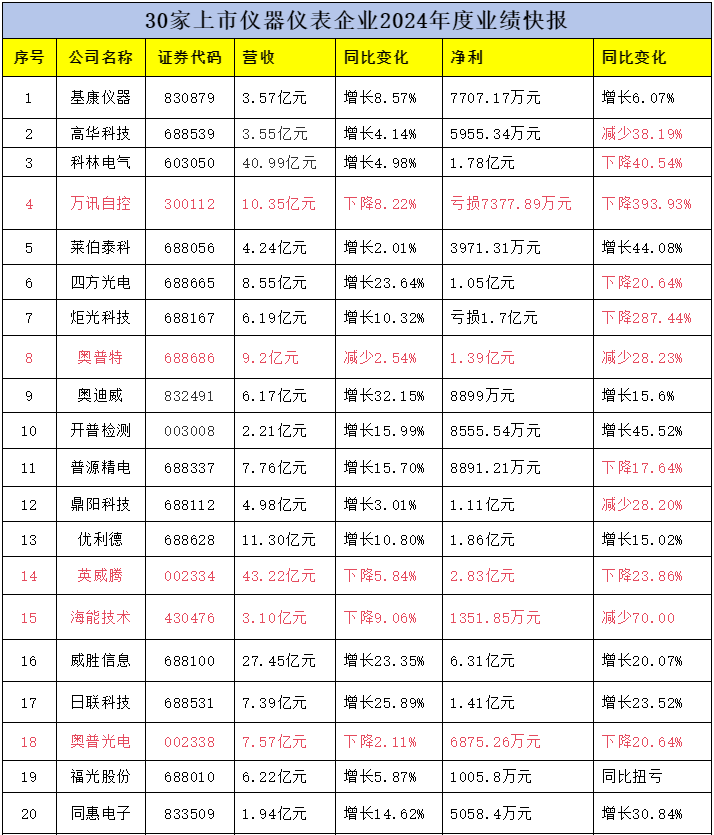 30家上市仪器仪表企业2024年度业绩快报
序号 公司名称 证券代码 营收 同比变化 净利 同比变化
1 基康仪器 830879 3.57亿元 增长8.57% 7707.17万元 增长6.07%
2 高华科技 688539 3.55亿元 增长4.14% 5955.34万元 减少38.19%
3 科林电气 603050 40.99亿元 增长4.98% 1.78亿元 下降40.54%
4 万讯自控 300112 10.35亿元 下降8.22% 亏损7377.89万元 下降393.93%
5 莱伯泰科 688056 4.24亿元 增长2.01% 3971.31万元 增长44.08%
6 四方光电 688665 8.55亿元 增长23.64% 1.05亿元 下降20.64%
7 炬光科技 688167 6.19亿元 增长10.32% 亏损1.7亿元 下降287.44%
8 奥普特 688686 9.2亿元 减少2.54% 1.39亿元 减少28.23%
9 奥迪威 832491 6.17亿元 增长32.15% 8899万元 增长15.6%
10 开普检测 003008 2.21亿元 增长15.99% 8555.54万元 增长45.52%
11 普源精电 688337 7.76亿元 增长15.70% 8891.21万元 下降17.64%
12 鼎阳科技 688112 4.98亿元 增长3.01% 1.11亿元 减少28.20%
13 优利德 688628 11.30亿元 增长10.80% 1.86亿元 增长15.02%
14 英威腾 002334 43.22亿元 下降5.84% 2.83亿元 下降23.86%
15 海能技术 430476 3.10亿元 下降9.06% 1351.85万元 减少70.00
16 威胜信息 688100 27.45亿元 增长23.35% 6.31亿元 增长20.07%
17 日联科技 688531 7.39亿元 增长25.89% 1.41亿元 增长23.52%
18 奥普光电 002338 7.57亿元 下降2.11% 6875.26万元 下降20.64%
19 福光股份 688010 6.22亿元 增长5.87% 1005.8万元 同比扭亏
20 同惠电子 833509 1.94亿元 增长14.62% 5058.4万元 增长30.84%